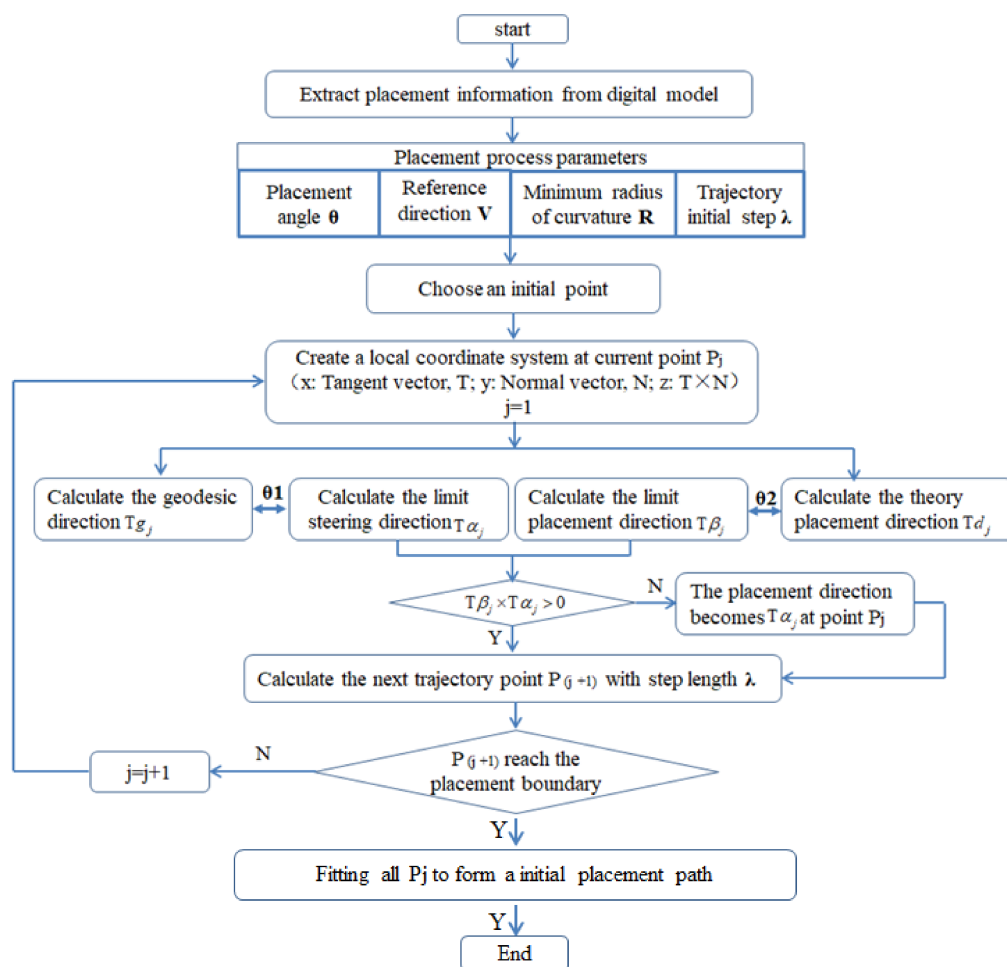 start
Extract placement information from digital model
Placement process parameters
Placement
angle θ
Reference
direction V
Minimum radius
of curvature R
Trajectory
initial step λ
Choose an initial point
Create a local coordinate system at current point Pj
(x: Tangent vector, T; y: Normal vector, N; z: T×N)
j=1
Calculate the geodesic
direction Tgj
θ1
Calculate the limit
steering direction Tαj
Calculate the limit
placement direction Tβj
θ2
Calculate the theory
placement direction Tdj
Tβj×Tαj>0
N
The placement direction
becomes Tαj at point Pj
Y
Calculate the next trajectory point P(j+1) with step length λ
P(j+1) reach the
placement boundary
N
j=j+1
Y
Fitting all Pj to form a initial placement path
Y
End